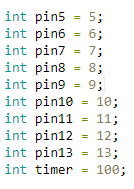 int pin5 = 5;
int pin6 = 6;
int pin7 = 7;
int pin8 = 8;
int pin9 = 9;
int pin10 = 10;
int pin11 = 11;
int pin12 = 12;
int pin13 = 13;
int timer = 100;